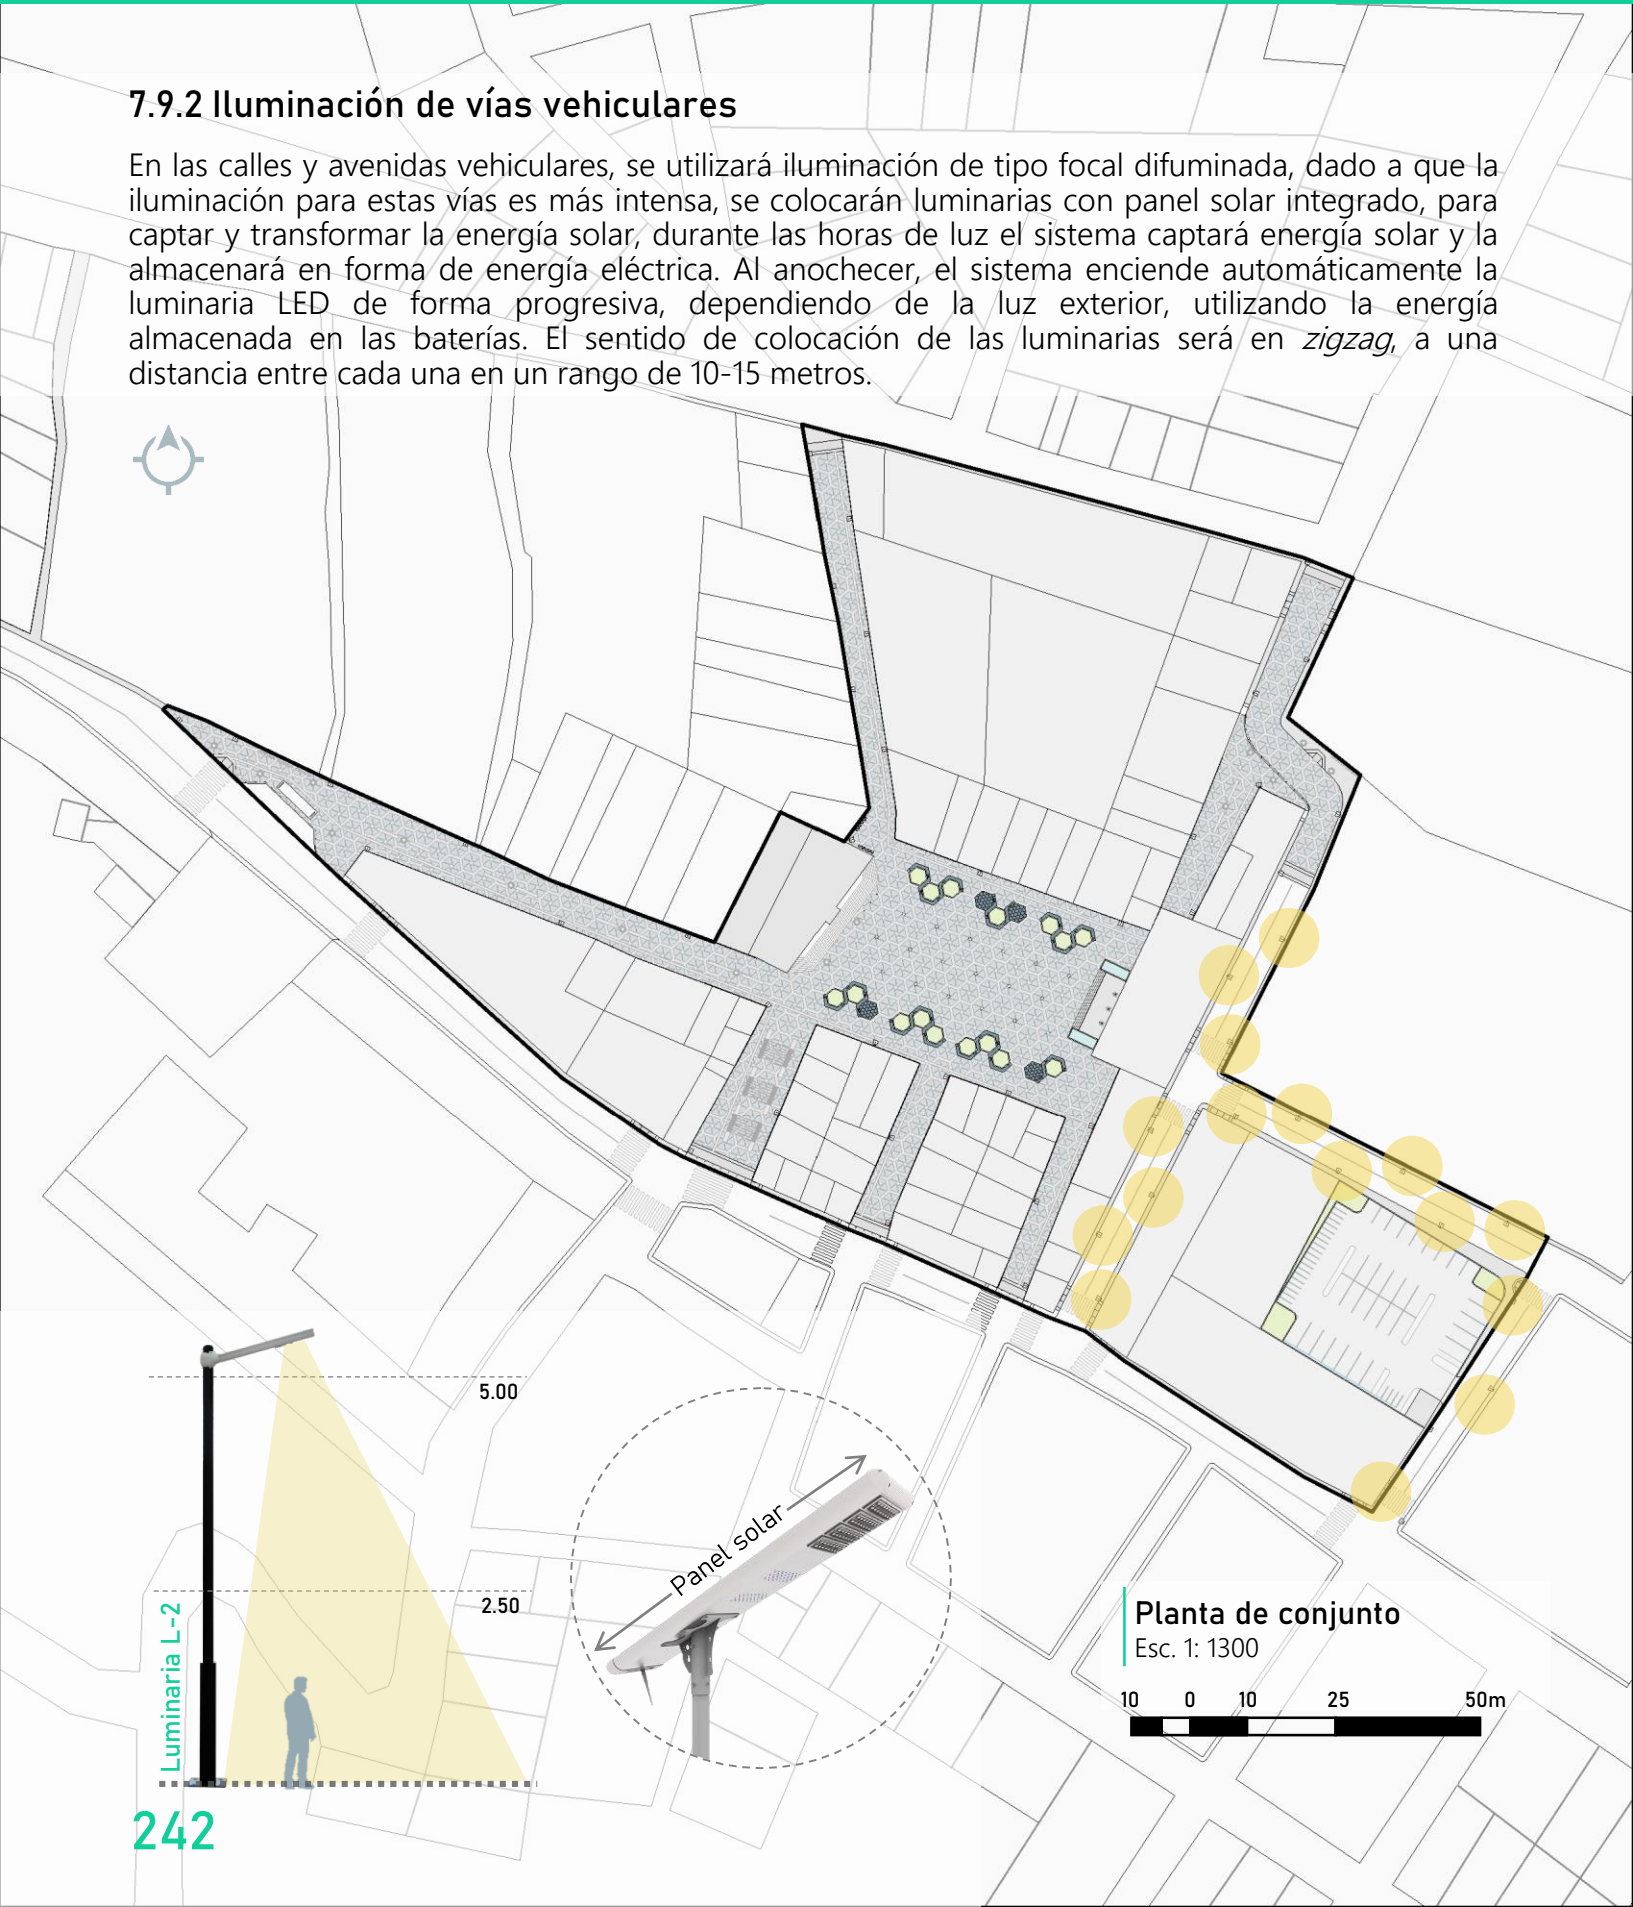 7.9.2 Iluminación de vías vehiculares
En las calles y avenidas vehiculares, se utilizará iluminación de tipo focal difuminada, dado a que la
iluminación para estas vías es más intensa, se colocarán luminarias con panel solar integrado, para
captar y transformar la energía solar, durante las horas de luz el sistema captará energía solar y la
almacenará en forma de energía eléctrica. Al anochecer, el sistema enciende automáticamente la
luminaria LED de forma progresiva, dependiendo de la luz exterior, utilizando la energía
almacenada en las baterías. El sentido de colocación de las luminarias será en zigzag, a una
distancia entre cada una en un rango de 10-15 metros.
5.00
2.50
Luminaria L-2
Panel solar
Planta de conjunto
Esc. 1: 1300
10 0 10 25 50m
242